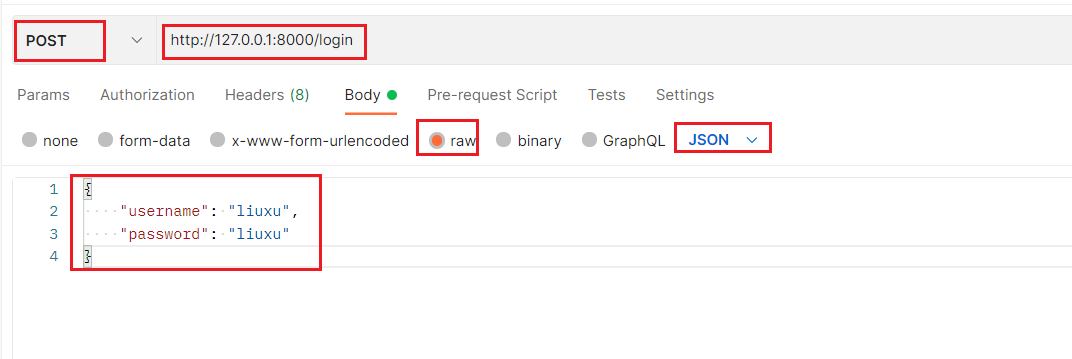 POST http://127.0.0.1:8000/login
Params Authorization Headers (8) Body Pre-request Script Tests Settings
none form-data x-www-form-urlencoded raw binary GraphQL JSON
1 {
2 ····"username":·"liuxu",
3 ····"password":·"liuxu"
4 }